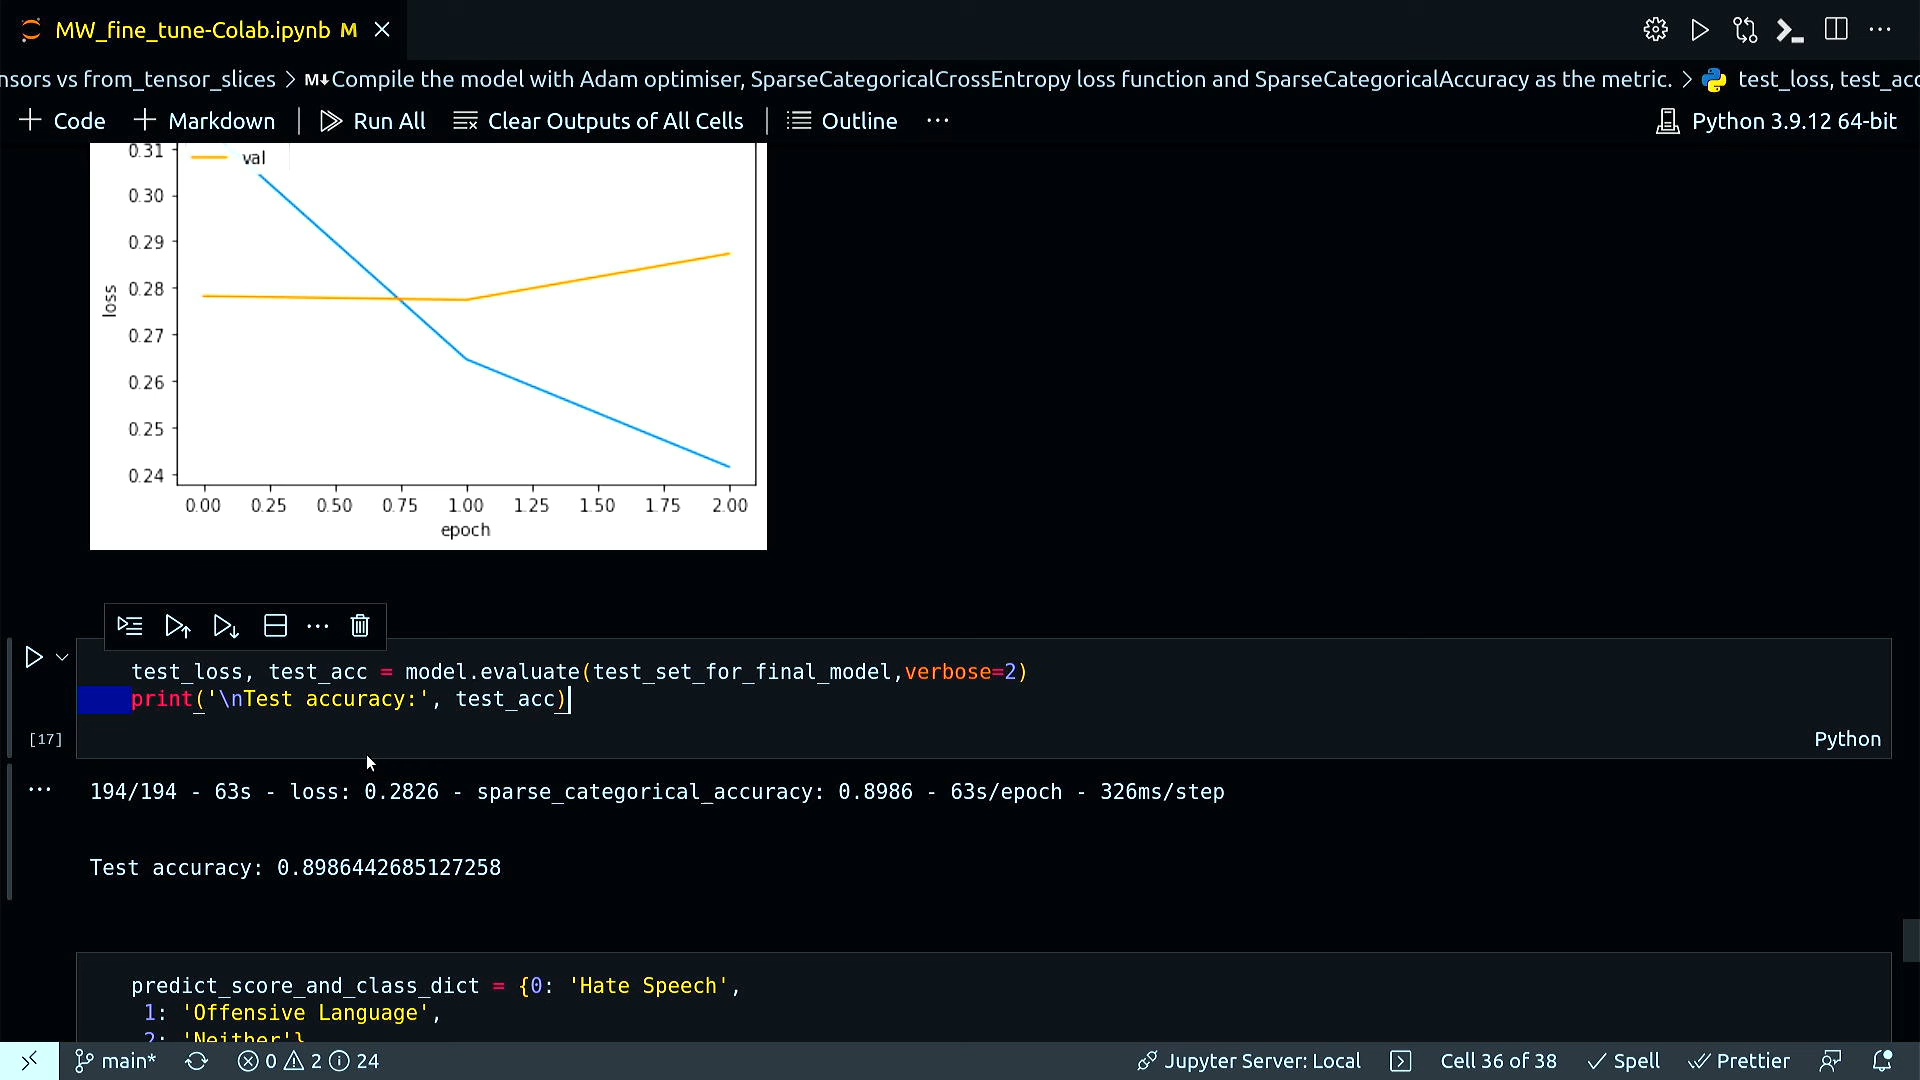 MW_fine_tune-Colab.ipynb M
nsors vs from_tensor_slices > M↓Compile the model with Adam optimiser, SparseCategoricalCrossEntropy loss function and SparseCategoricalAccuracy as the metric. > test_loss, test_acc
+ Code + Markdown | Run All Clear Outputs of All Cells | Outline ··· Python 3.9.12 64-bit
0.31
val
0.30
0.29
0.28
0.27
0.26
0.25
0.24
loss
0.00 0.25 0.50 0.75 1.00 1.25 1.50 1.75 2.00
epoch
test_loss, test_acc = model.evaluate(test_set_for_final_model,verbose=2)
print('\nTest accuracy:', test_acc)
[17]
Python
194/194 - 63s - loss: 0.2826 - sparse_categorical_accuracy: 0.8986 - 63s/epoch - 326ms/step
Test accuracy: 0.8986442685127258
predict_score_and_class_dict = {0: 'Hate Speech',
1: 'Offensive Language',
2: 'Neither'}
main* 0 2 24 Jupyter Server: Local Cell 36 of 38 Spell Prettier